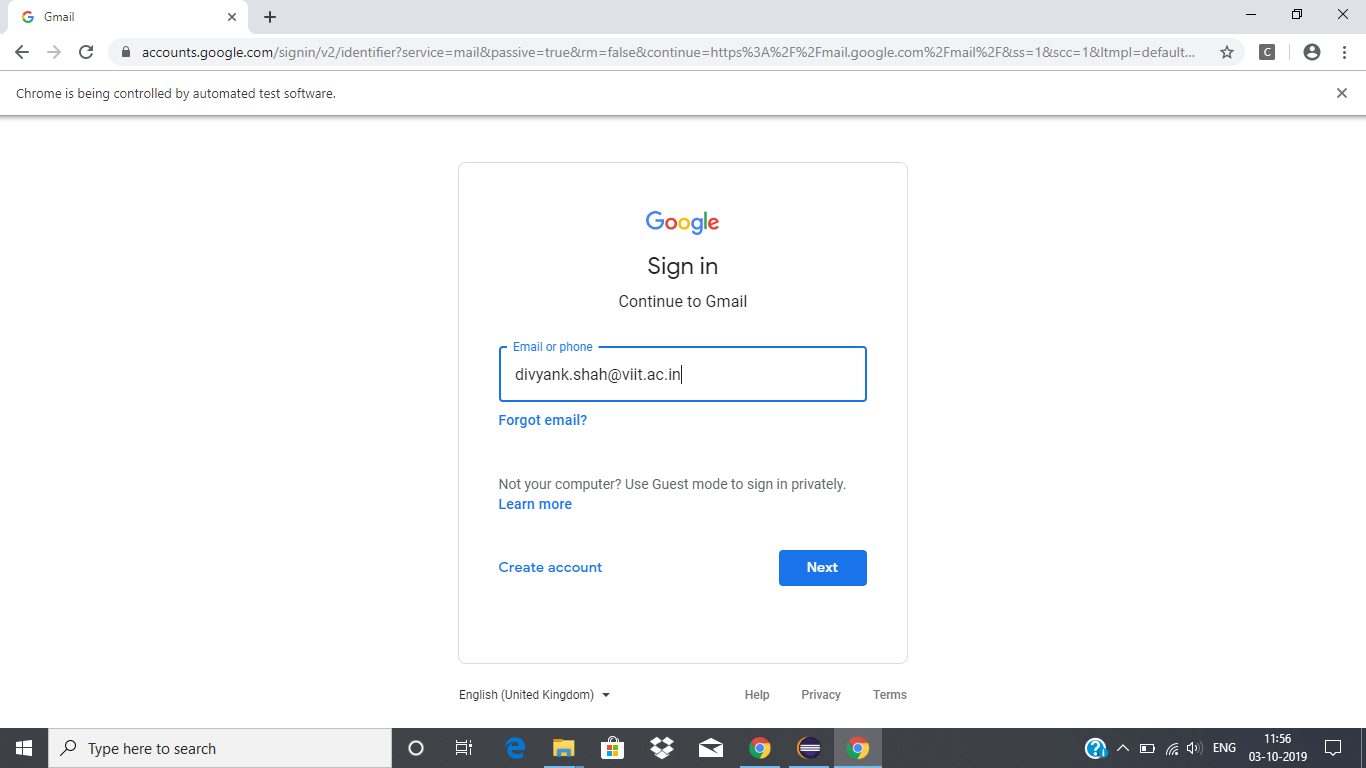 Gmail
accounts.google.com/signin/v2/identifier?service=mail&passive=true&rm=false&continue=https%3A%2F%2Fmail.google.com%2Fmail%2F&ss=1&scc=1&ltmpl=default...
C
Chrome is being controlled by automated test software.
Google
Sign in
Continue to Gmail
Email or phone
divyank.shah@viit.ac.in
Forgot email?
Not your computer? Use Guest mode to sign in privately.
Learn more
Create account Next
English (United Kingdom) Help Privacy Terms
Type here to search
ENG
11:56
03-10-2019